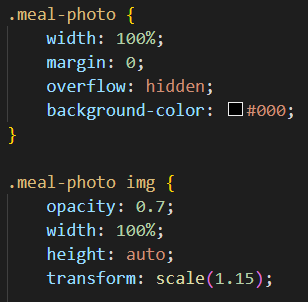 .meal-photo {
    width: 100%;
    margin: 0;
    overflow: hidden;
    background-color: #000;
}

.meal-photo img {
    opacity: 0.7;
    width: 100%;
    height: auto;
    transform: scale(1.15);